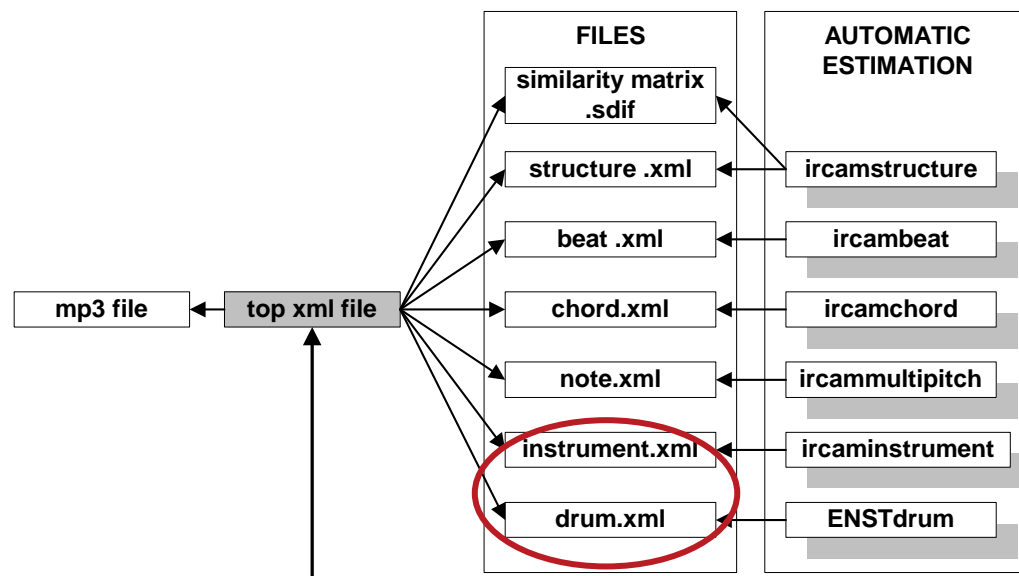 FILES
AUTOMATIC
ESTIMATION
similarity matrix
.sdif
structure .xml
ircamstructure
beat .xml
ircambeat
mp3 file
top xml file
chord.xml
ircamchord
note.xml
ircammultipitch
instrument.xml
ircaminstrument
drum.xml
ENSTdrum